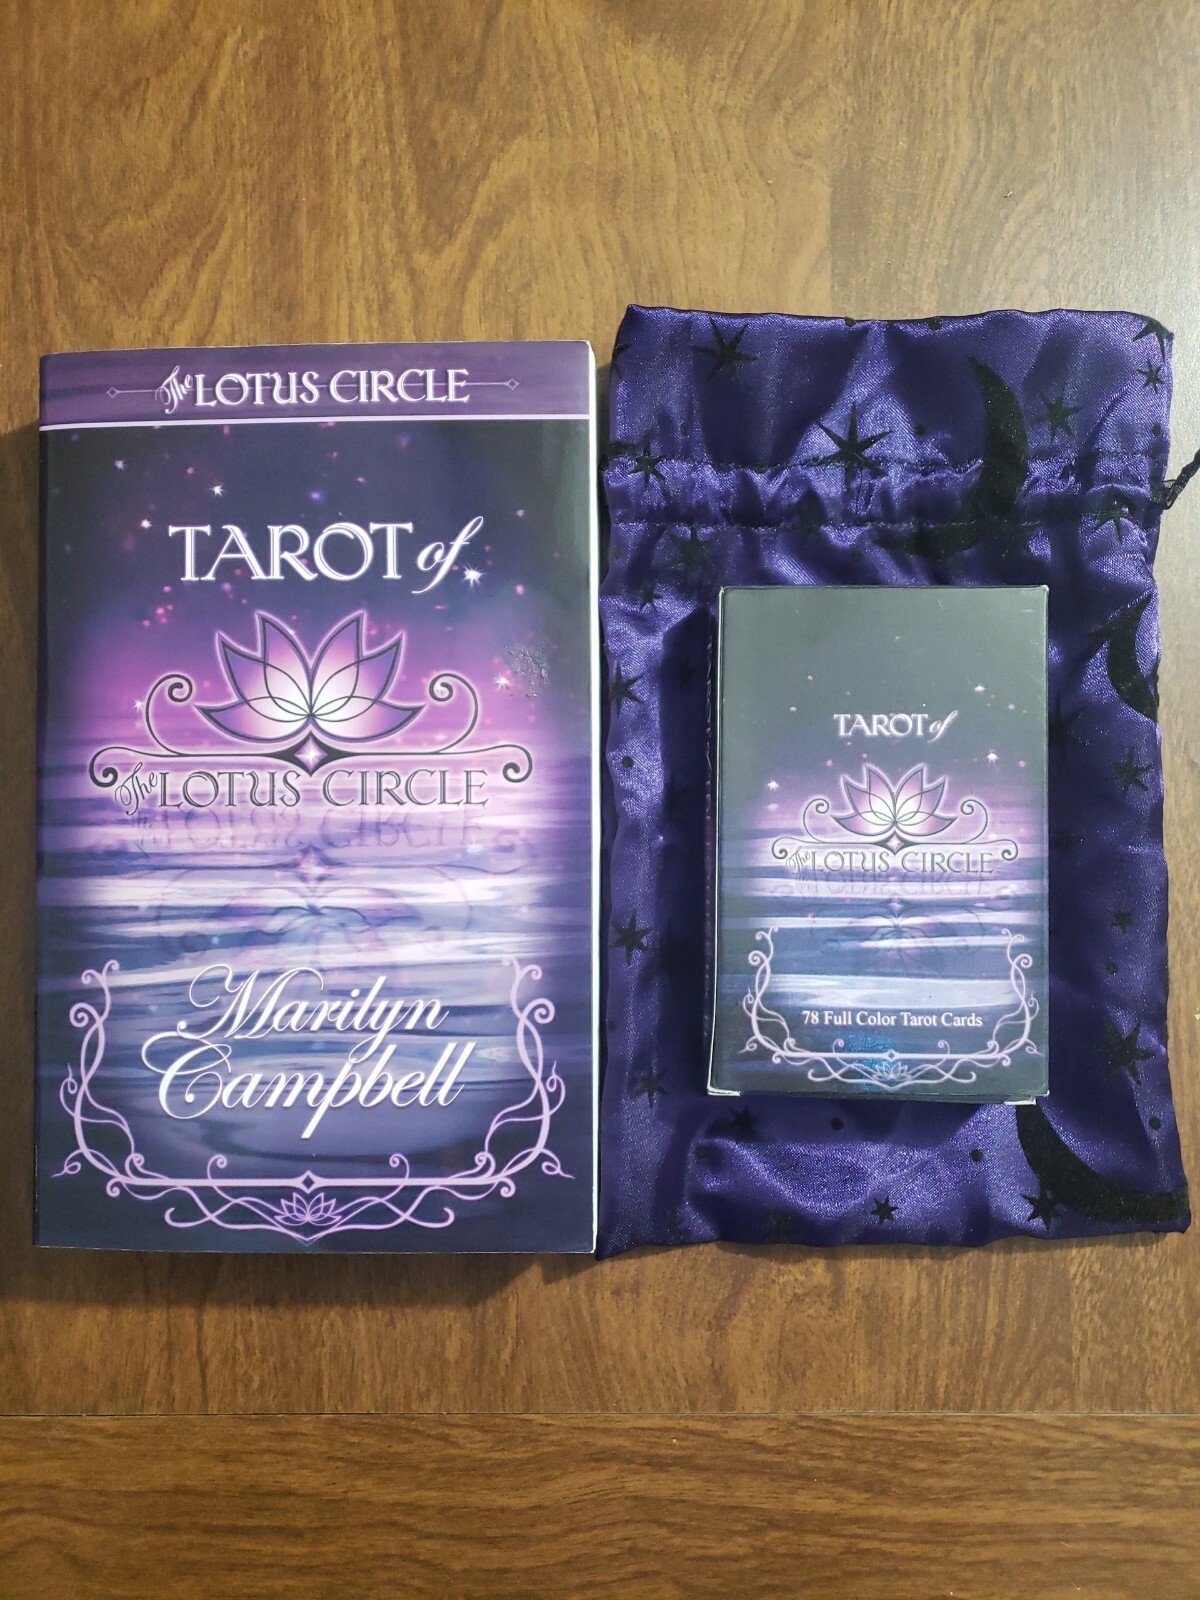 The LOTUS CIRCLE
TAROT of
The LOTUS CIRCLE
Marilyn
Campbell
TAROT of
The LOTUS CIRCLE
78 Full Color Tarot Cards